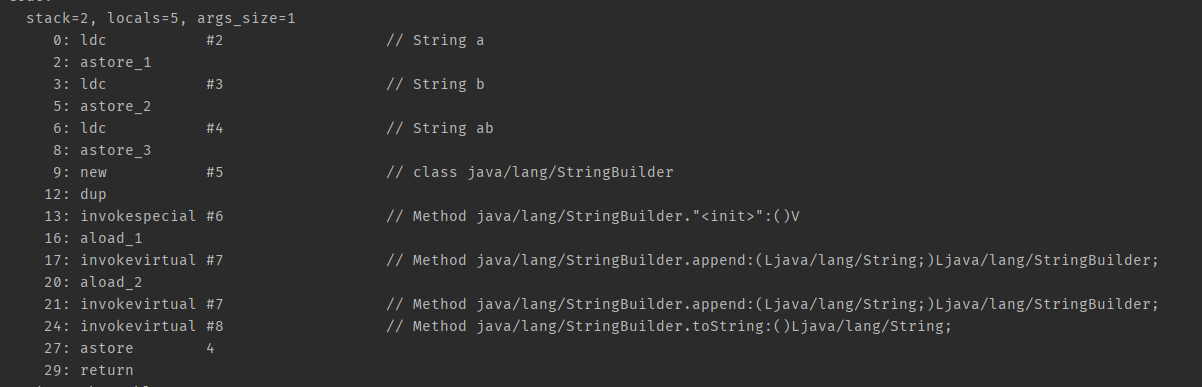 stack=2, locals=5, args_size=1
0: ldc #2 // String a
2: astore_1
3: ldc #3 // String b
5: astore_2
6: ldc #4 // String ab
8: astore_3
9: new #5 // class java/lang/StringBuilder
12: dup
13: invokespecial #6 // Method java/lang/StringBuilder."<init>":()V
16: aload_1
17: invokevirtual #7 // Method java/lang/StringBuilder.append:(Ljava/lang/String;)Ljava/lang/StringBuilder;
20: aload_2
21: invokevirtual #7 // Method java/lang/StringBuilder.append:(Ljava/lang/String;)Ljava/lang/StringBuilder;
24: invokevirtual #8 // Method java/lang/StringBuilder.toString:()Ljava/lang/String;
27: astore 4
29: return